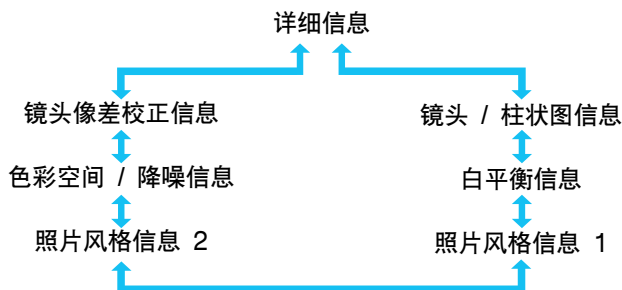 详细信息
镜头像差校正信息
镜头 / 柱状图信息
色彩空间 / 降噪信息
白平衡信息
照片风格信息 2
照片风格信息 1